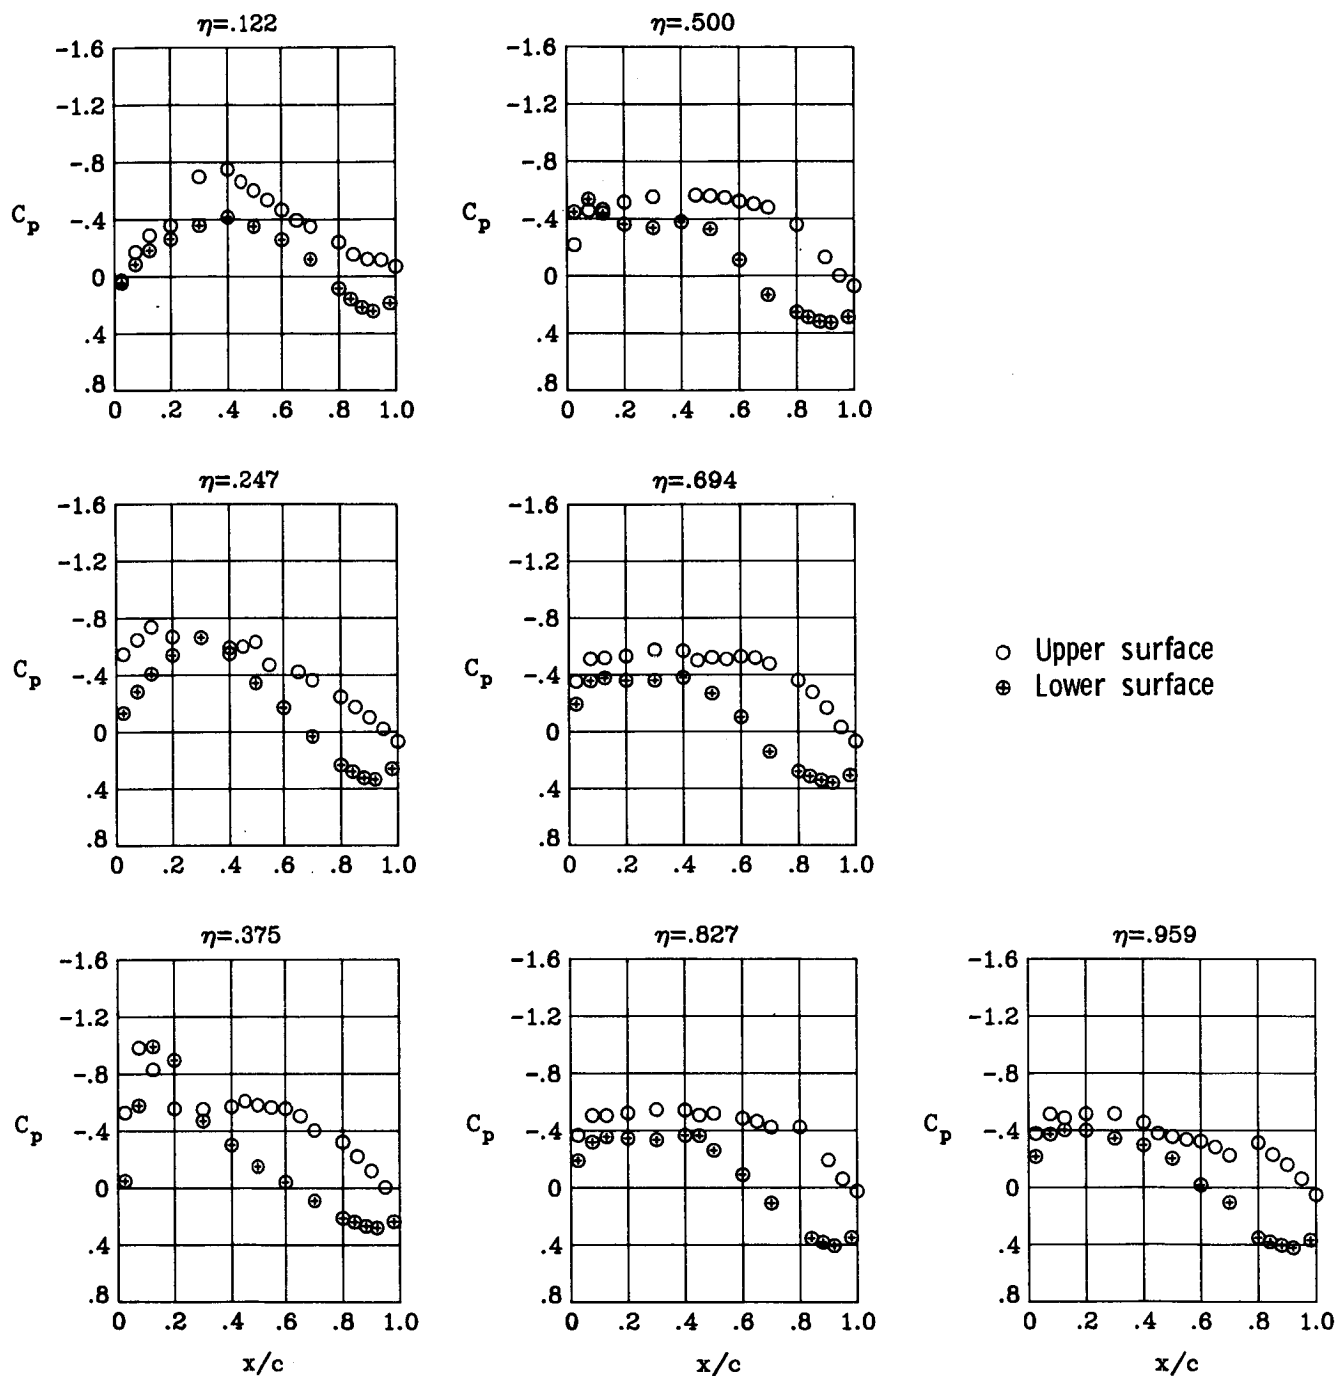 η=.122
-1.6
-1.2
-.8
-.4
0
.4
.8
C_p
0 .2 .4 .6 .8 1.0
η=.500
-1.6
-1.2
-.8
-.4
0
.4
.8
C_p
0 .2 .4 .6 .8 1.0
η=.247
-1.6
-1.2
-.8
-.4
0
.4
.8
C_p
0 .2 .4 .6 .8 1.0
η=.694
-1.6
-1.2
-.8
-.4
0
.4
.8
C_p
0 .2 .4 .6 .8 1.0
Upper surface
Lower surface
η=.375
-1.6
-1.2
-.8
-.4
0
.4
.8
C_p
0 .2 .4 .6 .8 1.0
x/c
η=.827
-1.6
-1.2
-.8
-.4
0
.4
.8
C_p
0 .2 .4 .6 .8 1.0
x/c
η=.959
-1.6
-1.2
-.8
-.4
0
.4
.8
C_p
0 .2 .4 .6 .8 1.0
x/c